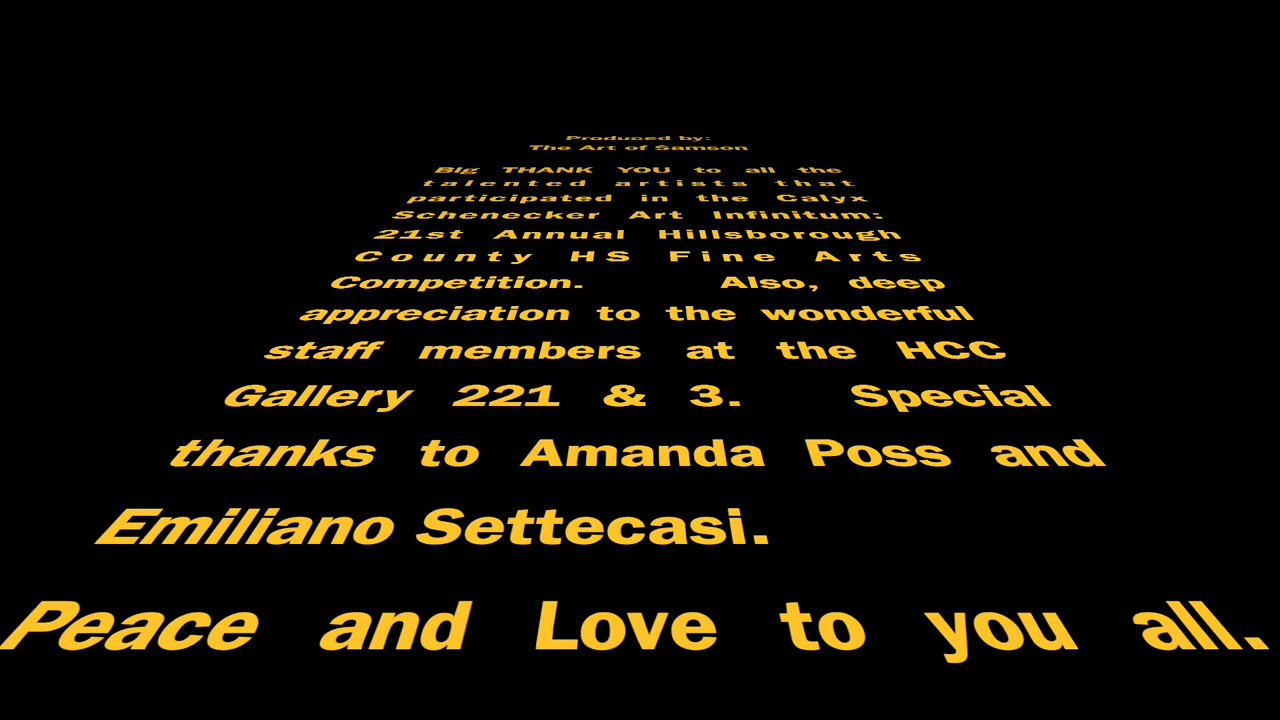 Produced by:
The Art of Samson
Big THANK YOU to all the
talented artists that
participated in the Calyx
Schenecker Art Infinitum:
21st Annual Hillsborough
County HS Fine Arts
Competition. Also, deep
appreciation to the wonderful
staff members at the HCC
Gallery 221 & 3. Special
thanks to Amanda Poss and
Emiliano Settecasi.
Peace and Love to you all.